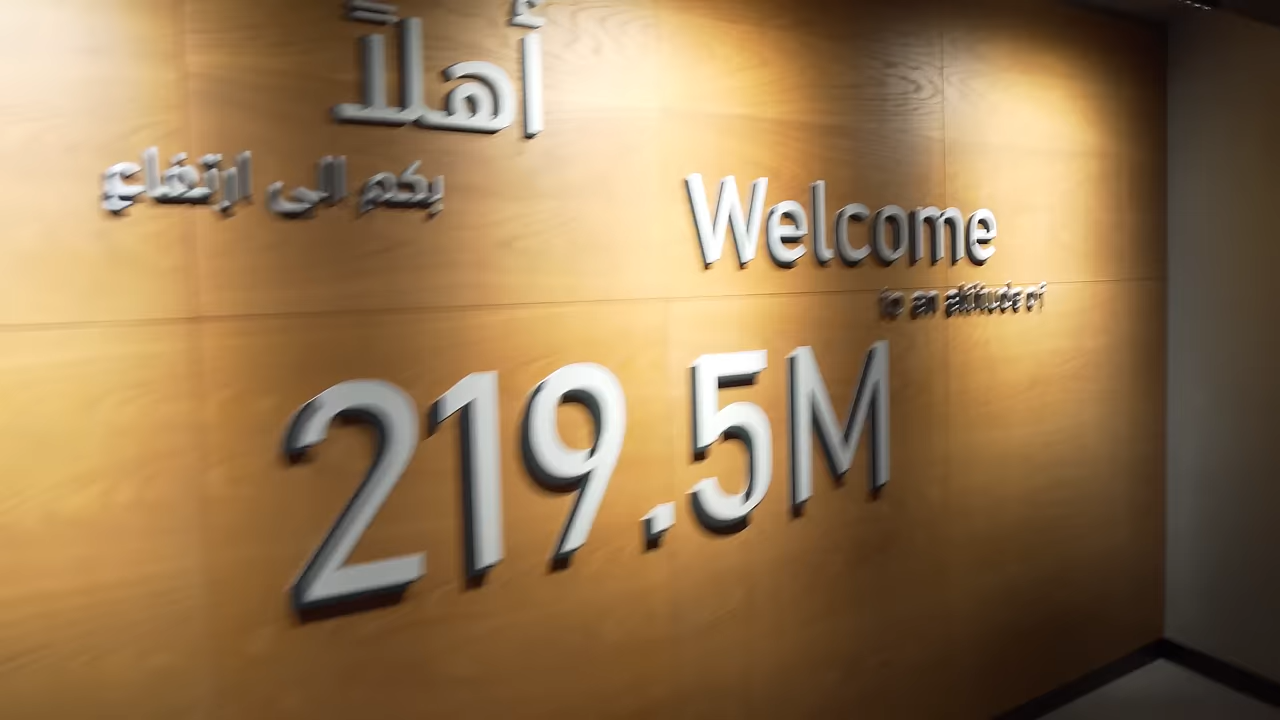 أهلاً
بكم الى ارتفاع
Welcome
to an altitude of
219.5M